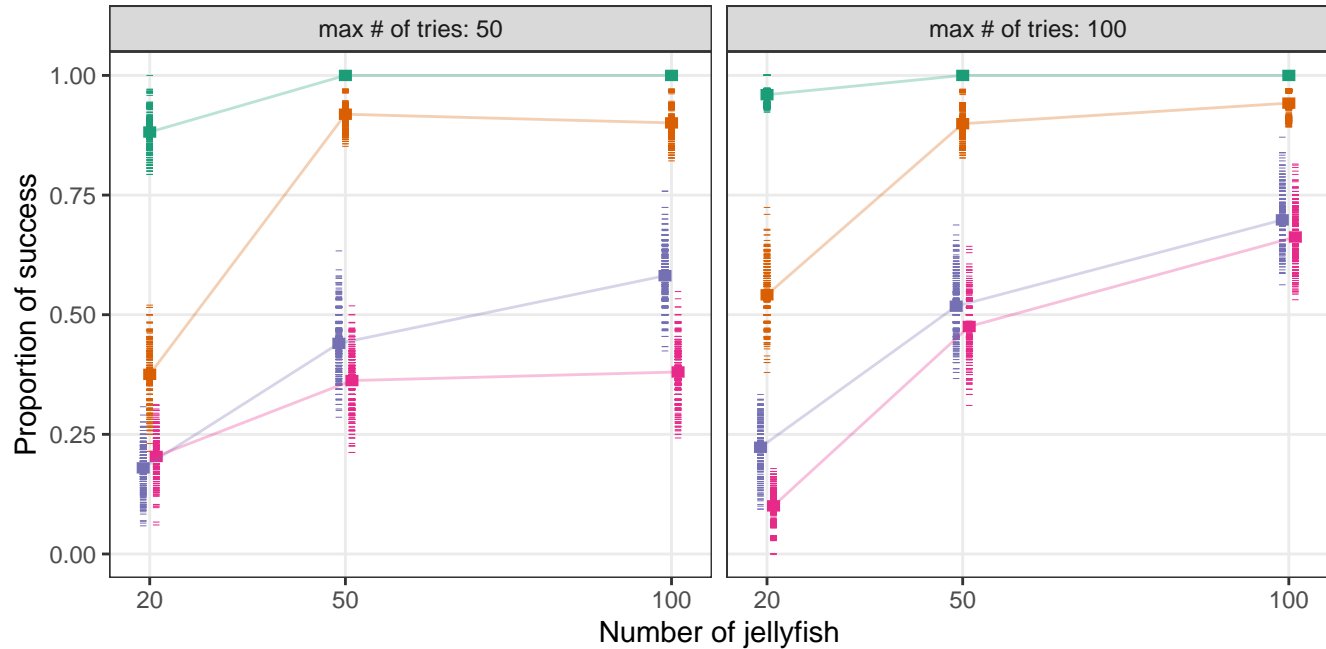 max # of tries: 50
max # of tries: 100
Proportion of success
1.00
0.75
0.50
0.25
0.00
20 50 100 20 50 100
Number of jellyfish